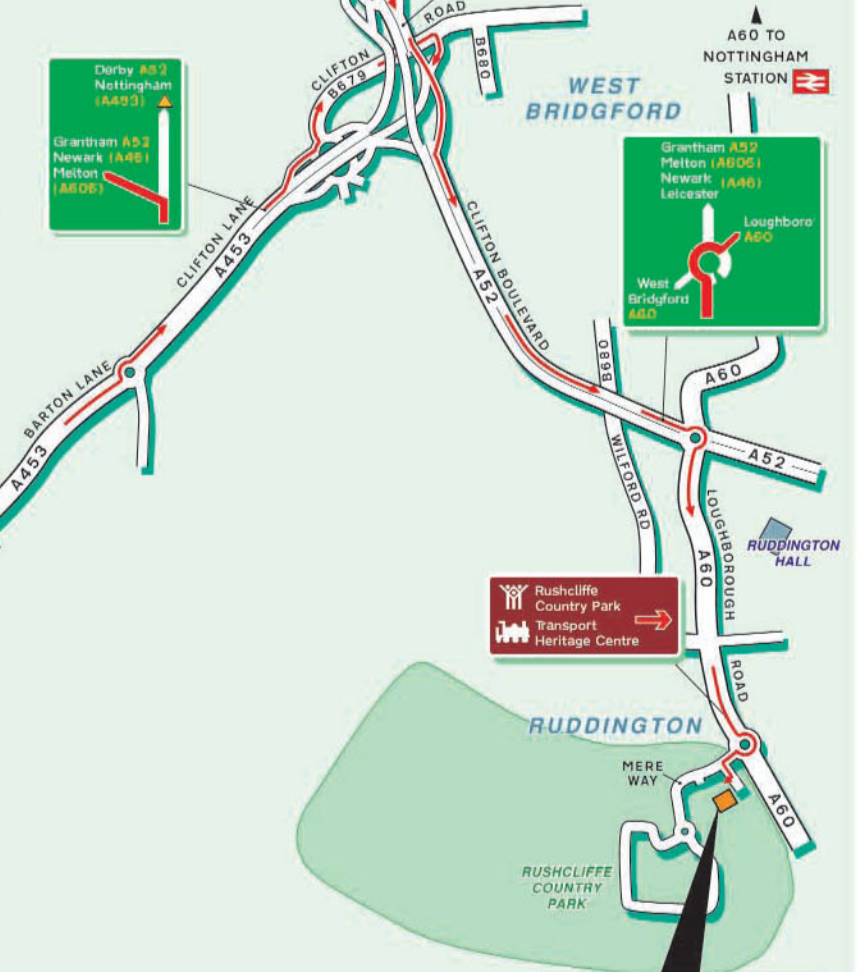 ROAD
CLIFTON
B679
B680
A60 TO
NOTTINGHAM
STATION
WEST
BRIDGFORD
Derby A52
Nottingham
(A453)
Grantham A52
Newark (A46)
Melton
(A606)
Grantham A52
Melton (A606)
Newark (A46)
Leicester
Loughboro'
A60
West
Bridgford
A60
CLIFTON LANE
A453
CLIFTON BOULEVARD
A52
BARTON LANE
A453
B680
WILFORD RD
A60
A52
LOUGHBOROUGH
ROAD
A60
RUDDINGTON
HALL
Rushcliffe
Country Park
Transport
Heritage Centre
RUDDINGTON
MERE
WAY
A60
RUSHCLIFFE
COUNTRY
PARK